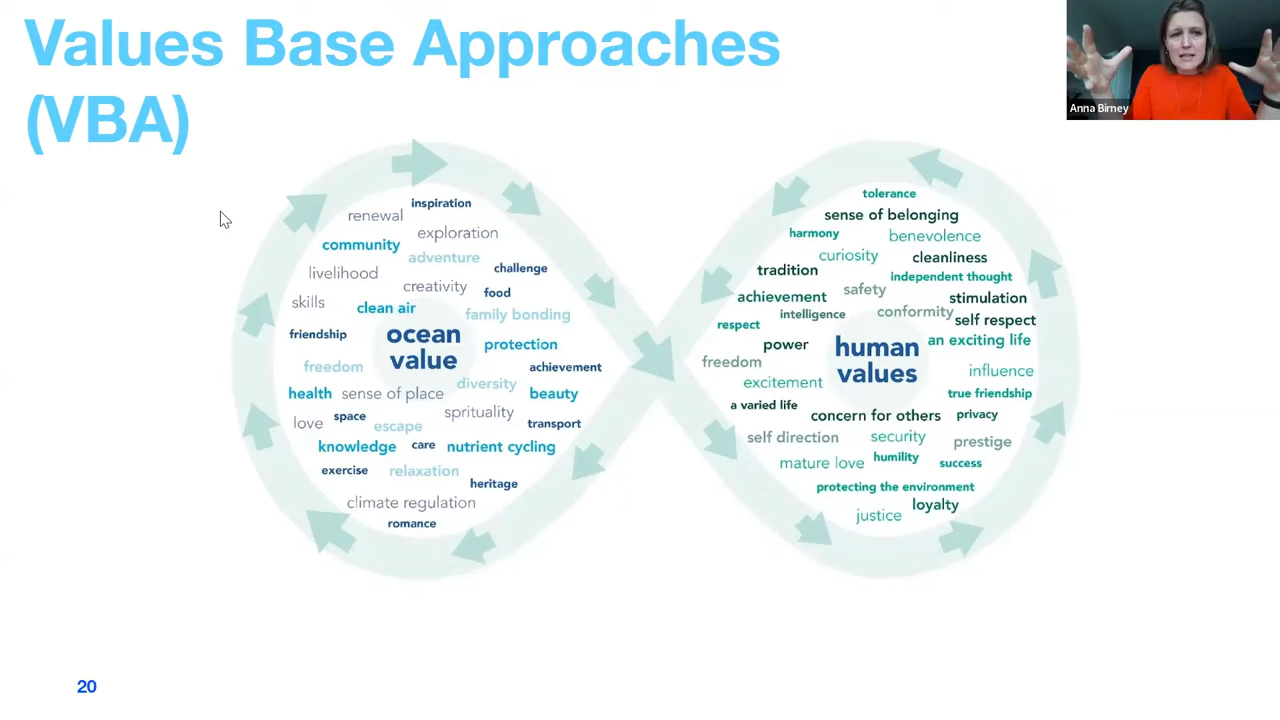 Values Base Approaches
(VBA)
Anna Birney
inspiration
renewal
exploration
community
adventure
challenge
livelihood
creativity
food
skills
clean air
family bonding
ocean
value
friendship
protection
freedom
achievement
diversity
health
sense of place
beauty
love
space
sprituality
escape
transport
knowledge
care
nutrient cycling
exercise
relaxation
heritage
climate regulation
romance
tolerance
sense of belonging
harmony
benevolence
curiosity
cleanliness
tradition
independent thought
safety
achievement
stimulation
intelligence
conformity
self respect
respect
an exciting life
power
human
values
freedom
influence
excitement
true friendship
a varied life
concern for others
privacy
self direction
security
prestige
mature love
humility
success
protecting the environment
loyalty
justice
20